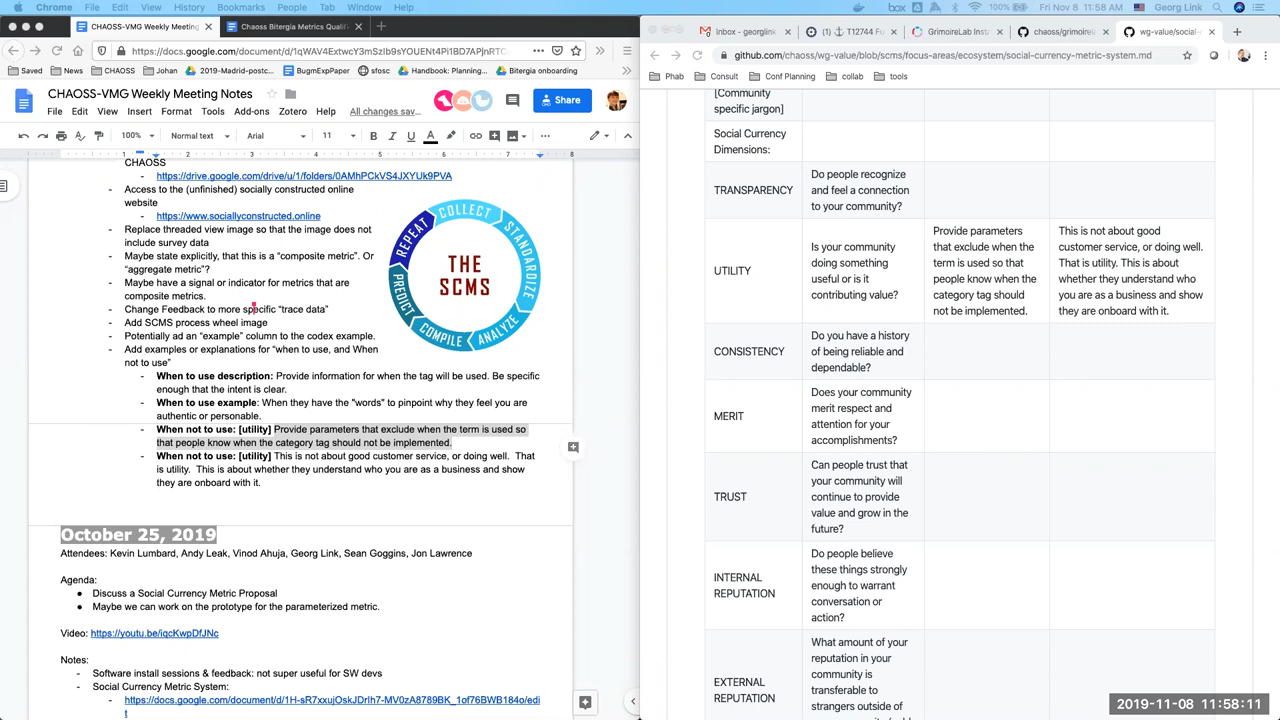 Chrome File Edit View History Bookmarks People Tab Window Help
box 100% Fri Nov 8 11:58 AM Georg Link
CHAOSS-VMG Weekly Meeting
Chaoss Bitergia Metrics Qualif
Inbox - georglink
T12744 Fu
GrimoireLab Insta
chaoss/grimoirel
wg-value/social-
https://docs.google.com/document/d/1qWAV4ExtwcY3mSzIb9sYOUENt4Pi1BD7APjnRTC
github.com/chaoss/wg-value/blob/scms/focus-areas/ecosystem/social-currency-metric-system.md
Saved News CHAOSS Johan 2019-Madrid-postc... BugmExpPaper sfosc Handbook: Planning... Bitergia onboarding
Phab Consult Conf Planning collab tools
CHAOSS-VMG Weekly Meeting Notes
File Edit View Insert Format Tools Add-ons Zotero Help All changes sav...
Share
100% Normal text Arial 11
1 2 3 4 5 6 7 8
CHAOSS
- https://drive.google.com/drive/u/1/folders/0AMhPCkVS4JXYUk9PVA
- Access to the (unfinished) socially constructed online
website
- https://www.sociallyconstructed.online
- Replace threaded view image so that the image does not
include survey data
- Maybe state explicitly, that this is a “composite metric”. Or
“aggregate metric”?
- Maybe have a signal or indicator for metrics that are
composite metrics.
- Change Feedback to more specific “trace data”
- Add SCMS process wheel image
- Potentially ad an “example” column to the codex example.
- Add examples or explanations for “when to use, and When
not to use”
- When to use description: Provide information for when the tag will be used. Be specific
enough that the intent is clear.
- When to use example: When they have the "words" to pinpoint why they feel you are
authentic or personable.
- When not to use: [utility] Provide parameters that exclude when the term is used so
that people know when the category tag should not be implemented.
- When not to use: [utility] This is not about good customer service, or doing well. That
is utility. This is about whether they understand who you are as a business and show
they are onboard with it.
COLLECT
STANDARDIZE
ANALYZE
COMPILE
PREDICT
REPEAT
THE
SCMS
October 25, 2019
Attendees: Kevin Lumbard, Andy Leak, Vinod Ahuja, Georg Link, Sean Goggins, Jon Lawrence
Agenda:
● Discuss a Social Currency Metric Proposal
● Maybe we can work on the prototype for the parameterized metric.
Video: https://youtu.be/iqcKwpDfJNc
Notes:
- Software install sessions & feedback: not super useful for SW devs
- Social Currency Metric System:
- https://docs.google.com/document/d/1H-sR7xxujOskJDrIh7-MV0zA8789BK_1of76BWB184o/edi
t
[Community
specific jargon]
Social Currency
Dimensions:
TRANSPARENCY
Do people recognize
and feel a connection
to your community?
UTILITY
Is your community
doing something
useful or is it
contributing value?
Provide parameters
that exclude when the
term is used so that
people know when the
category tag should
not be implemented.
This is not about good
customer service, or doing well.
That is utility. This is about
whether they understand who
you are as a business and show
they are onboard with it.
CONSISTENCY
Do you have a history
of being reliable and
dependable?
MERIT
Does your community
merit respect and
attention for your
accomplishments?
TRUST
Can people trust that
your community will
continue to provide
value and grow in the
future?
INTERNAL
REPUTATION
Do people believe
these things strongly
enough to warrant
conversation or
action?
EXTERNAL
REPUTATION
What amount of your
reputation in your
community is
transferable to
strangers outside of
2019-11-08 11:58:11